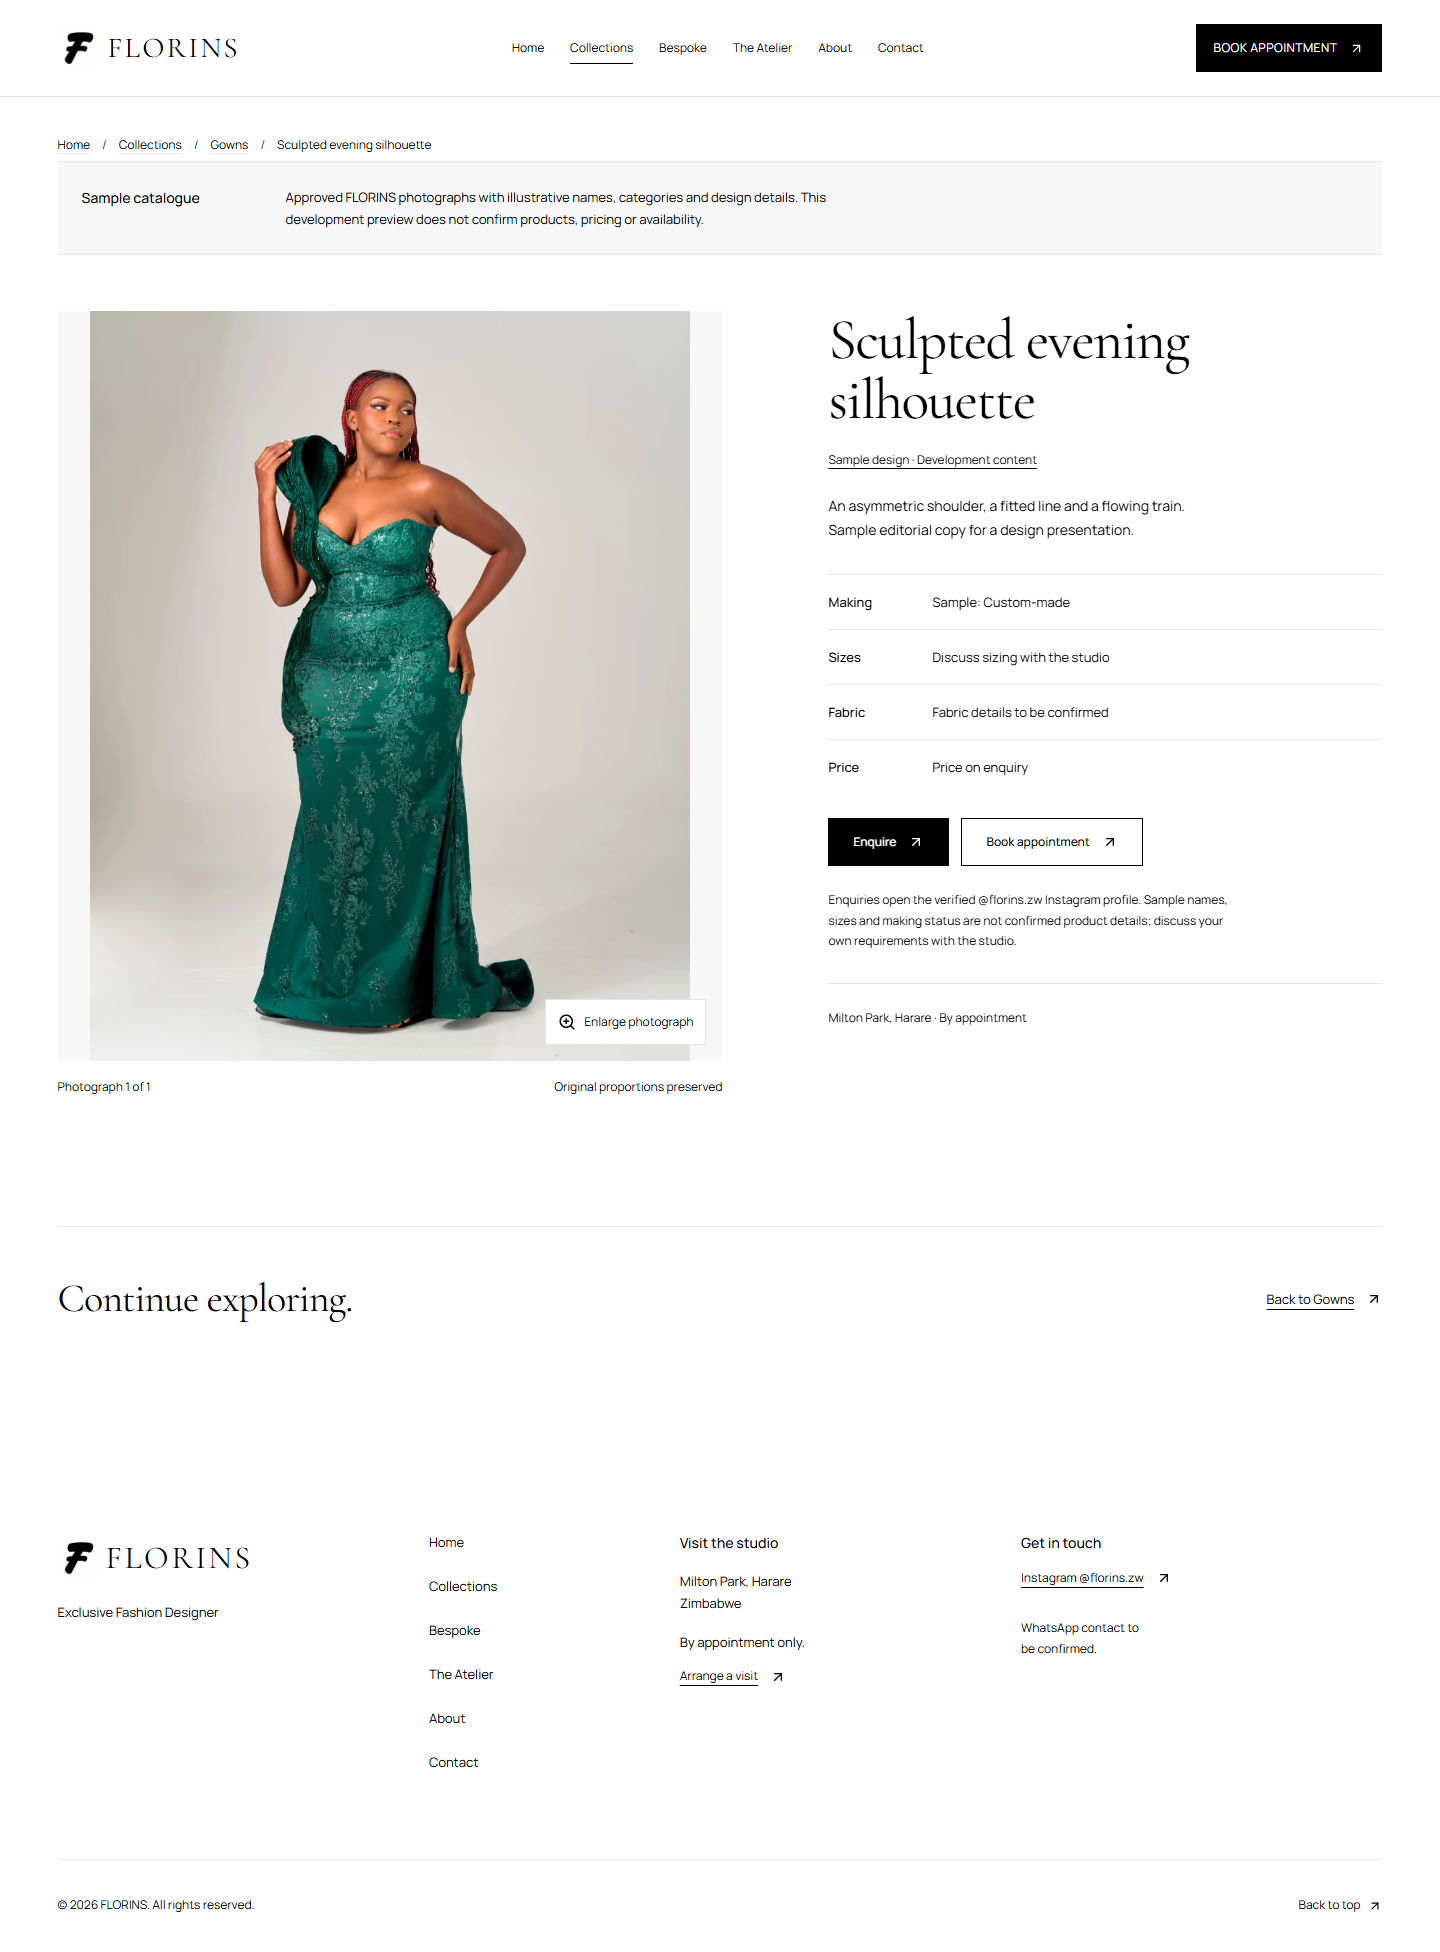 FLORINS
Home Collections Bespoke The Atelier About Contact
BOOK APPOINTMENT
Home / Collections / Gowns / Sculpted evening silhouette
Sample catalogue
Approved FLORINS photographs with illustrative names, categories and design details. This
development preview does not confirm products, pricing or availability.
Sculpted evening
silhouette
Sample design · Development content
An asymmetric shoulder, a fitted line and a flowing train.
Sample editorial copy for a design presentation.
Making Sample: Custom-made
Sizes Discuss sizing with the studio
Fabric Fabric details to be confirmed
Price Price on enquiry
Enquire
Book appointment
Enquiries open the verified @florins.zw Instagram profile. Sample names,
sizes and making status are not confirmed product details; discuss your
own requirements with the studio.
Milton Park, Harare · By appointment
Enlarge photograph
Photograph 1 of 1
Original proportions preserved
Continue exploring.
Back to Gowns
FLORINS
Exclusive Fashion Designer
Home
Collections
Bespoke
The Atelier
About
Contact
Visit the studio
Milton Park, Harare
Zimbabwe
By appointment only.
Arrange a visit
Get in touch
Instagram @florins.zw
WhatsApp contact to
be confirmed.
© 2026 FLORINS. All rights reserved.
Back to top